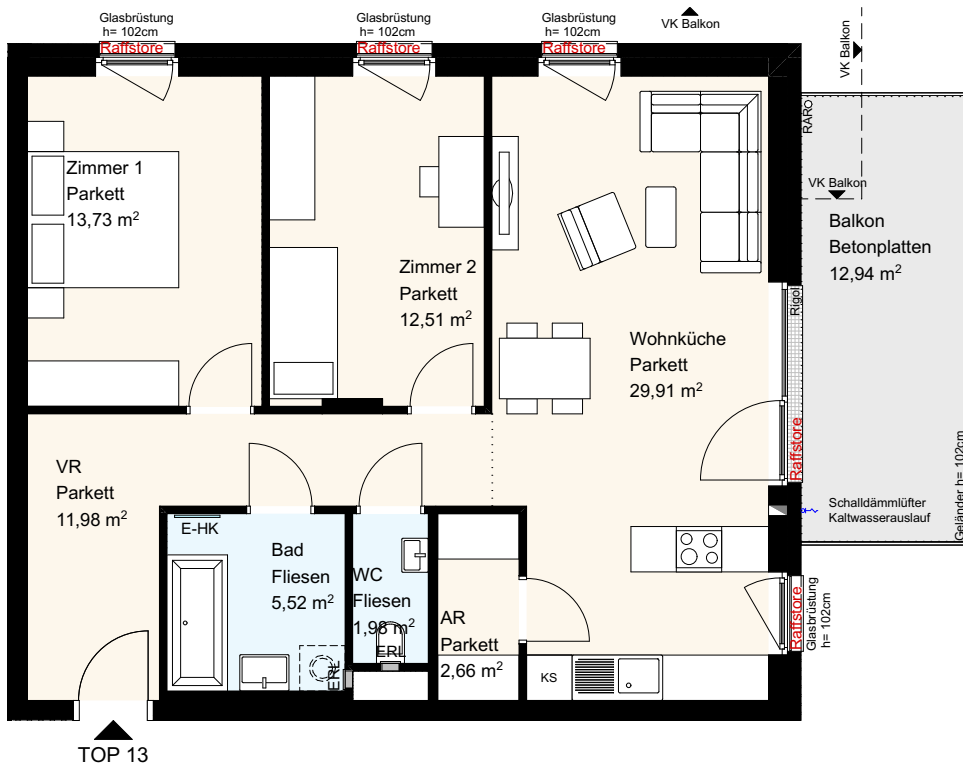 Glasbrüstung
h= 102cm
Raffstore
Glasbrüstung
h= 102cm
Raffstore
Glasbrüstung
h= 102cm
Raffstore
VK Balkon
VK Balkon
RARO
VK Balkon
Zimmer 1
Parkett
13,73 m²
Zimmer 2
Parkett
12,51 m²
Wohnküche
Parkett
29,91 m²
Balkon
Betonplatten
12,94 m²
Rigol
Raffstore
Geländer h= 102cm
Schalldämmlüfter
Kaltwasserauslauf
VR
Parkett
11,98 m²
E-HK
Bad
Fliesen
5,52 m²
WC
Fliesen
1,98 m²
ERL
ERL
AR
Parkett
2,66 m²
KS
Raffstore
Glasbrüstung
h= 102cm
TOP 13